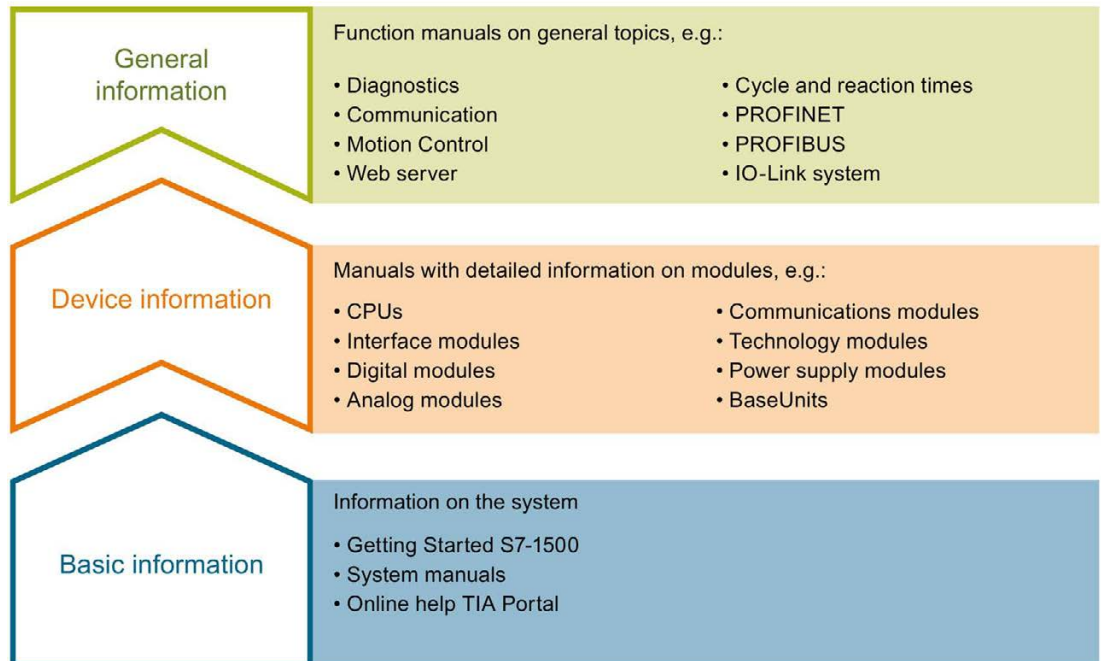 General
information
Function manuals on general topics, e.g.:
• Diagnostics
• Communication
• Motion Control
• Web server
• Cycle and reaction times
• PROFINET
• PROFIBUS
• IO-Link system
Device information
Manuals with detailed information on modules, e.g.:
• CPUs
• Interface modules
• Digital modules
• Analog modules
• Communications modules
• Technology modules
• Power supply modules
• BaseUnits
Basic information
Information on the system
• Getting Started S7-1500
• System manuals
• Online help TIA Portal